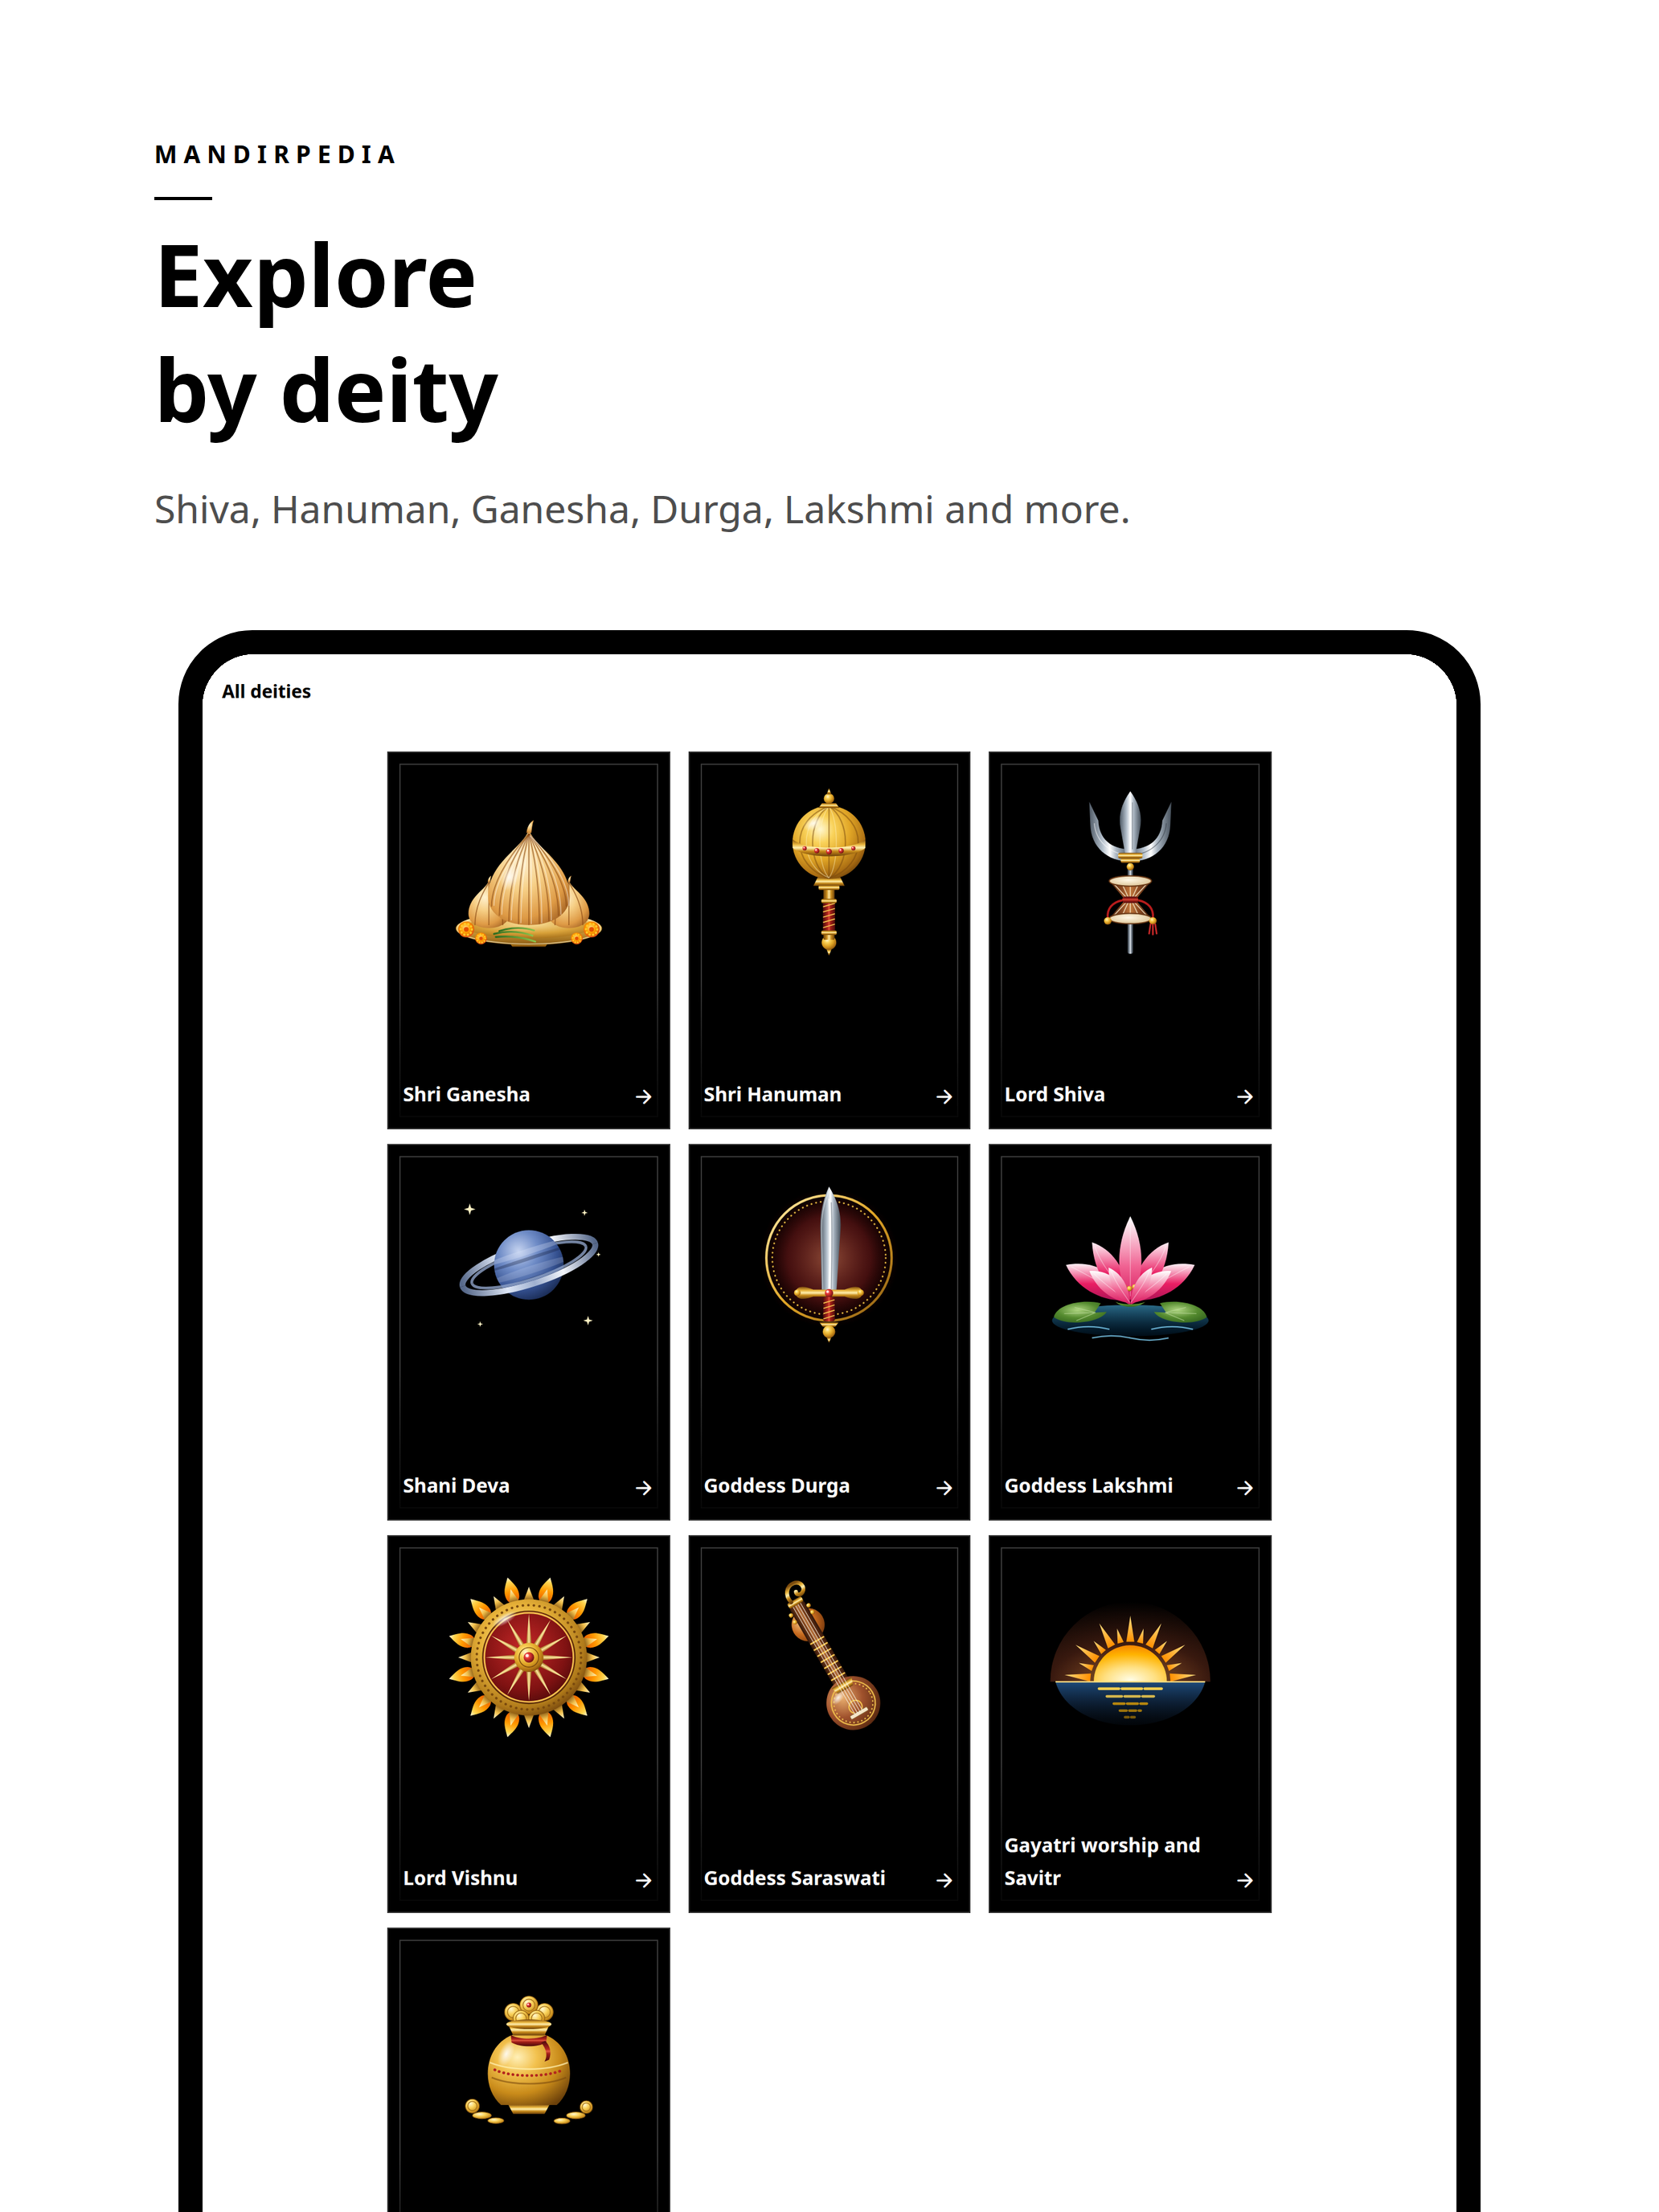 MANDIRPEDIA
Explore
by deity
Shiva, Hanuman, Ganesha, Durga, Lakshmi and more.
All deities
Shri Ganesha
Shri Hanuman
Lord Shiva
Shani Deva
Goddess Durga
Goddess Lakshmi
Lord Vishnu
Goddess Saraswati
Gayatri worship and
Savitr